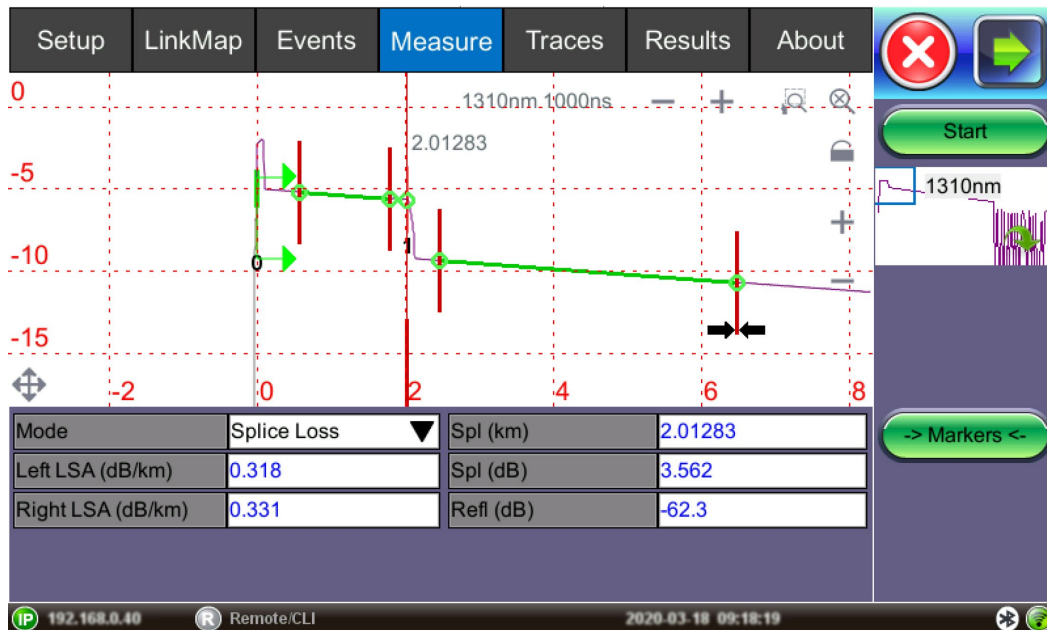 Setup LinkMap Events Measure Traces Results About
0
1310nm 1000ns
2.01283
Start
-5
1310nm
1
-10
0
-15
-2 0 2 4 6 8
Mode Splice Loss Spl (km) 2.01283
-> Markers <-
Left LSA (dB/km) 0.318 Spl (dB) 3.562
Right LSA (dB/km) 0.331 Refl (dB) -62.3
IP 192.168.0.40 R Remote/CLI 2020-03-18 09:18:19